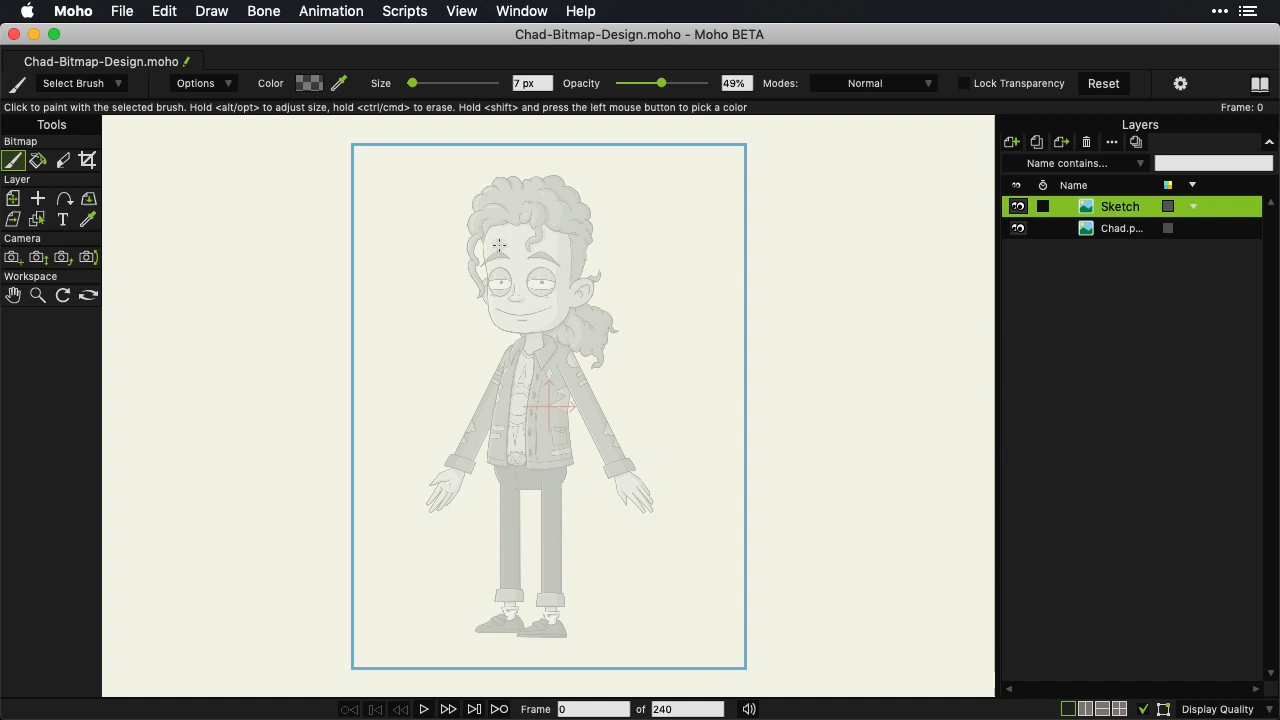 Moho File Edit Draw Bone Animation Scripts View Window Help
Chad-Bitmap-Design.moho - Moho BETA
Chad-Bitmap-Design.moho
Select Brush Options Color Size 7 px Opacity 49% Modes: Normal Lock Transparency Reset
Click to paint with the selected brush. Hold <alt/opt> to adjust size, hold <ctrl/cmd> to erase. Hold <shift> and press the left mouse button to pick a color Frame: 0
Tools
Bitmap
Layer
Camera
Workspace
Layers
Name contains...
Name
Sketch
Chad.p...
Frame 0 of 240 Display Quality